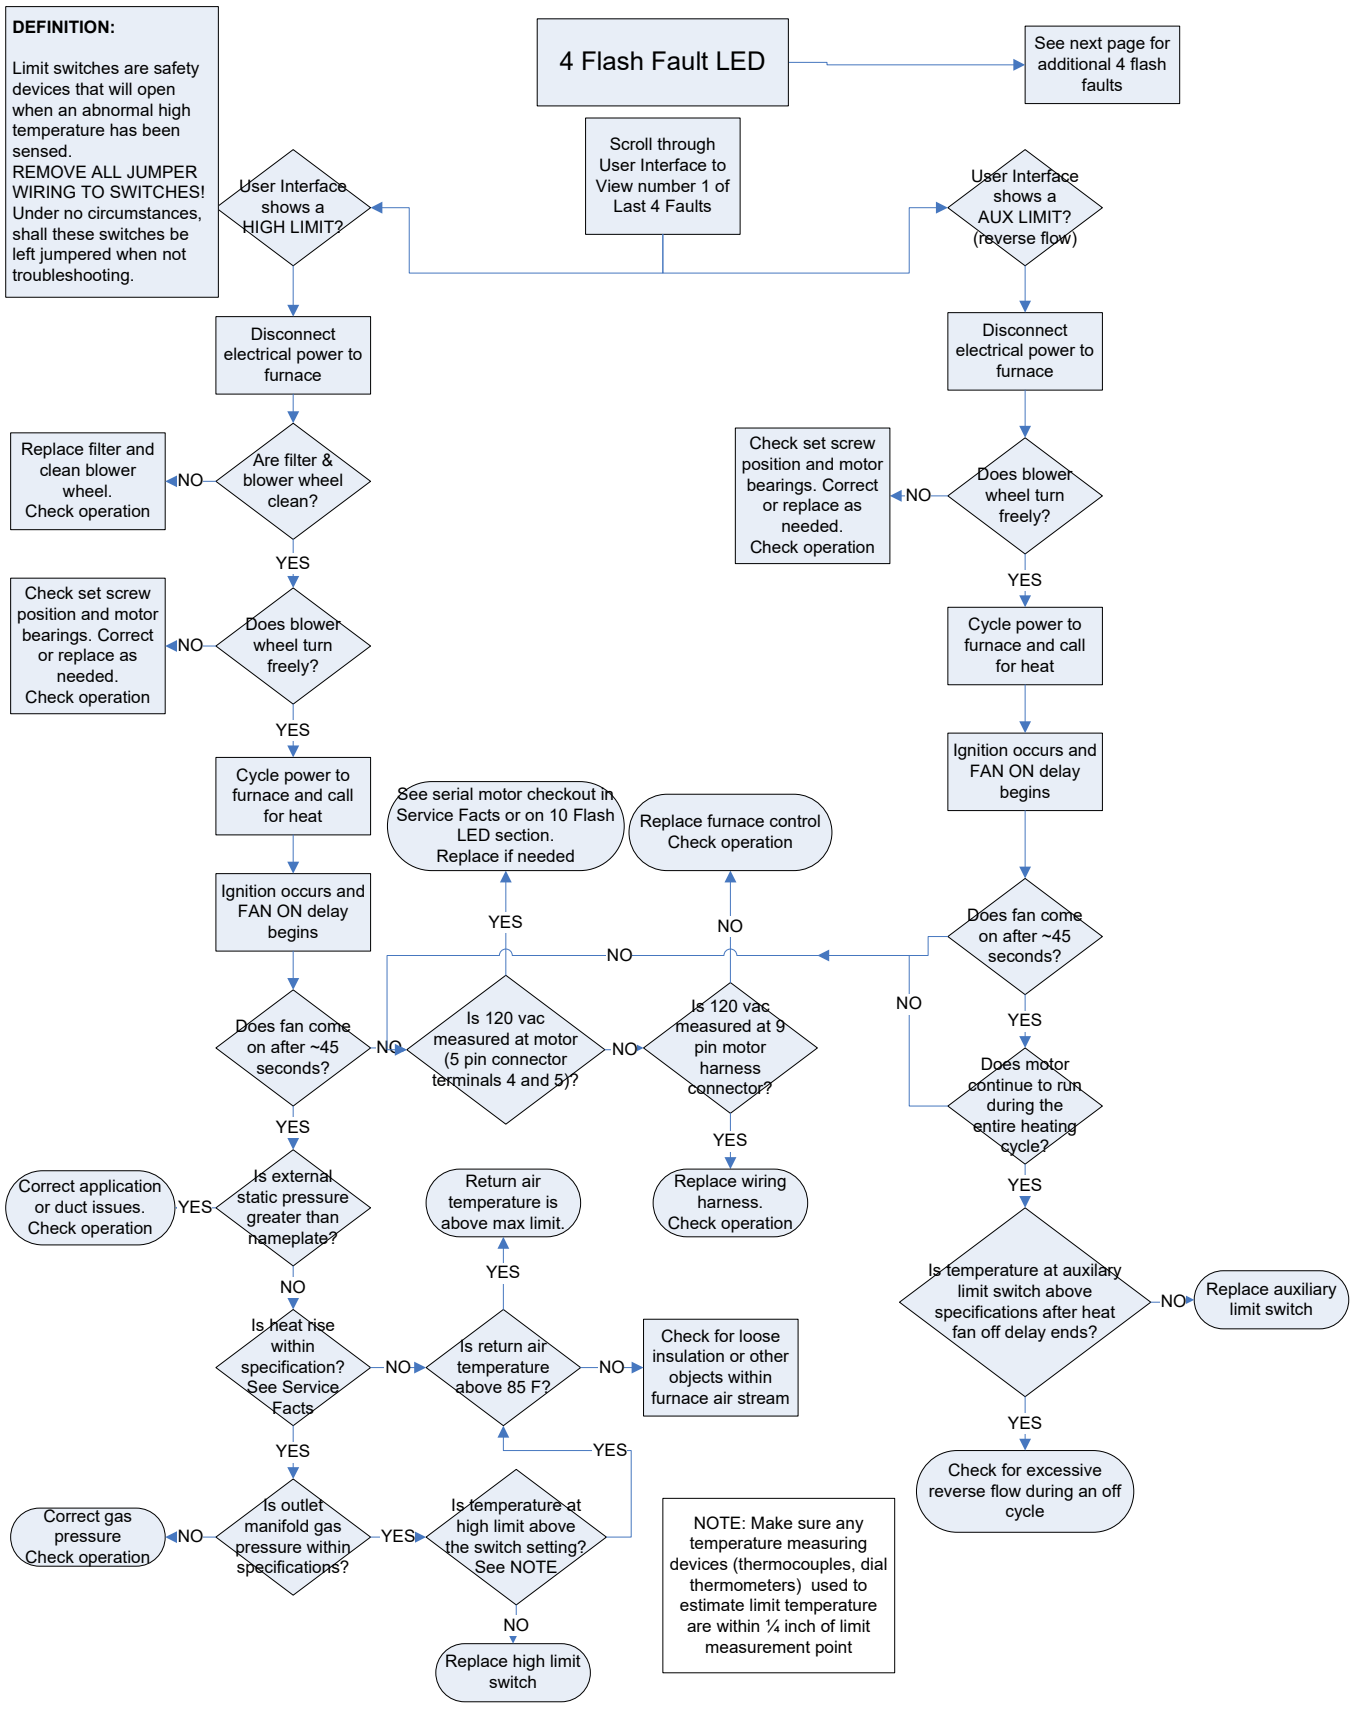 DEFINITION:
Limit switches are safety
devices that will open
when an abnormal high
temperature has been
sensed.
REMOVE ALL JUMPER
WIRING TO SWITCHES!
Under no circumstances,
shall these switches be
left jumpered when not
troubleshooting.
4 Flash Fault LED
See next page for
additional 4 flash
faults
Scroll through
User Interface to
View number 1 of
Last 4 Faults
User Interface
shows a
HIGH LIMIT?
User Interface
shows a
AUX LIMIT?
(reverse flow)
Disconnect
electrical power to
furnace
Disconnect
electrical power to
furnace
Replace filter and
clean blower
wheel.
Check operation
NO
Are filter &
blower wheel
clean?
YES
Check set screw
position and motor
bearings. Correct
or replace as
needed.
Check operation
NO
Does blower
wheel turn
freely?
YES
Check set screw
position and motor
bearings. Correct
or replace as
needed.
Check operation
NO
Does blower
wheel turn
freely?
YES
Cycle power to
furnace and call
for heat
Cycle power to
furnace and call
for heat
Ignition occurs and
FAN ON delay
begins
Ignition occurs and
FAN ON delay
begins
See serial motor checkout in
Service Facts or on 10 Flash
LED section.
Replace if needed
Replace furnace control
Check operation
YES
NO
NO
Does fan come
on after ~45
seconds?
NO
YES
Does fan come
on after ~45
seconds?
NO
Is 120 vac
measured at motor
(5 pin connector
terminals 4 and 5)?
NO
Is 120 vac
measured at 9
pin motor
harness
connector?
Does motor
continue to run
during the
entire heating
cycle?
YES
YES
YES
Correct application
or duct issues.
Check operation
YES
Is external
static pressure
greater than
nameplate?
Return air
temperature is
above max limit.
Replace wiring
harness.
Check operation
NO
YES
Is temperature at auxilary
limit switch above
specifications after heat
fan off delay ends?
NO
Replace auxiliary
limit switch
Is heat rise
within
specification?
See Service
Facts
NO
Is return air
temperature
above 85 F?
NO
Check for loose
insulation or other
objects within
furnace air stream
YES
YES
YES
Correct gas
pressure
Check operation
NO
Is outlet
manifold gas
pressure within
specifications?
YES
Is temperature at
high limit above
the switch setting?
See NOTE
NO
Replace high limit
switch
NOTE: Make sure any
temperature measuring
devices (thermocouples, dial
thermometers)  used to
estimate limit temperature
are within ¼ inch of limit
measurement point
Check for excessive
reverse flow during an off
cycle